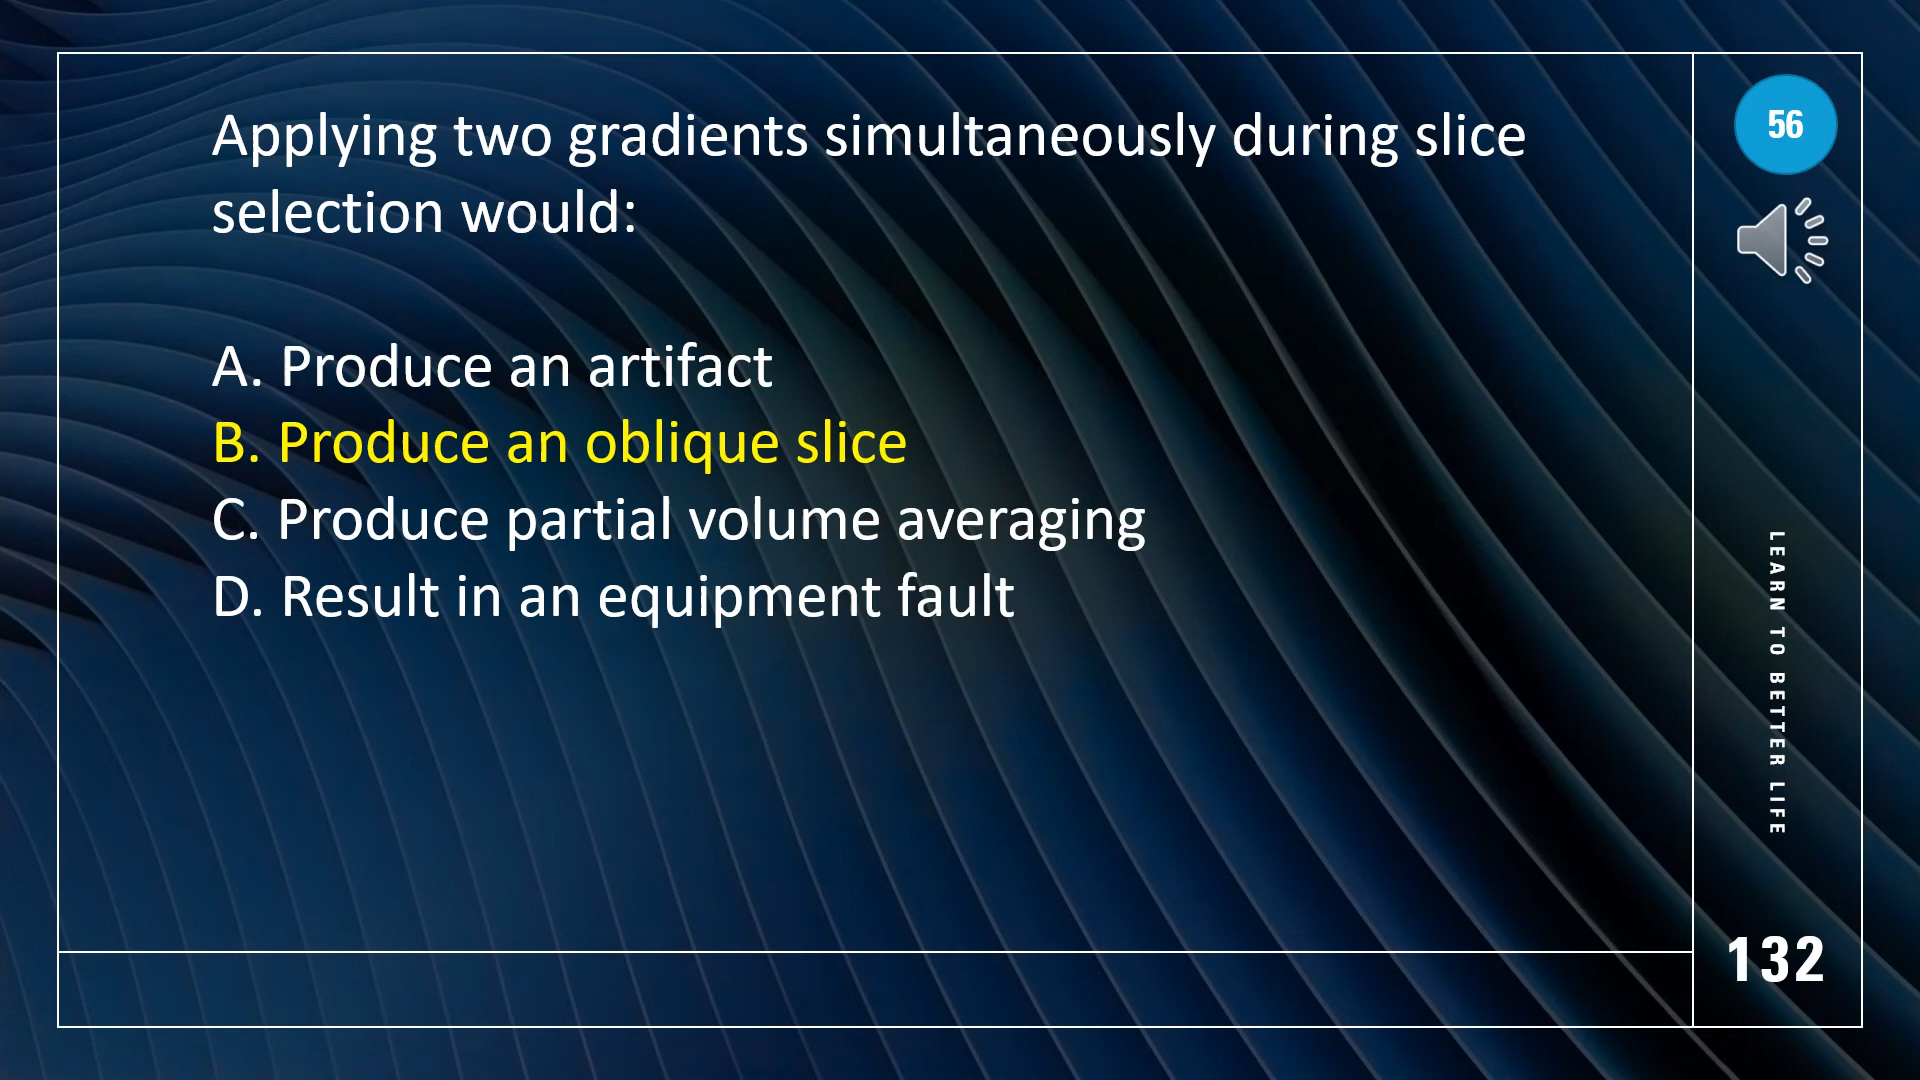 Applying two gradients simultaneously during slice
selection would:
A. Produce an artifact
B. Produce an oblique slice
C. Produce partial volume averaging
D. Result in an equipment fault
56
LEARN TO BETTER LIFE
132